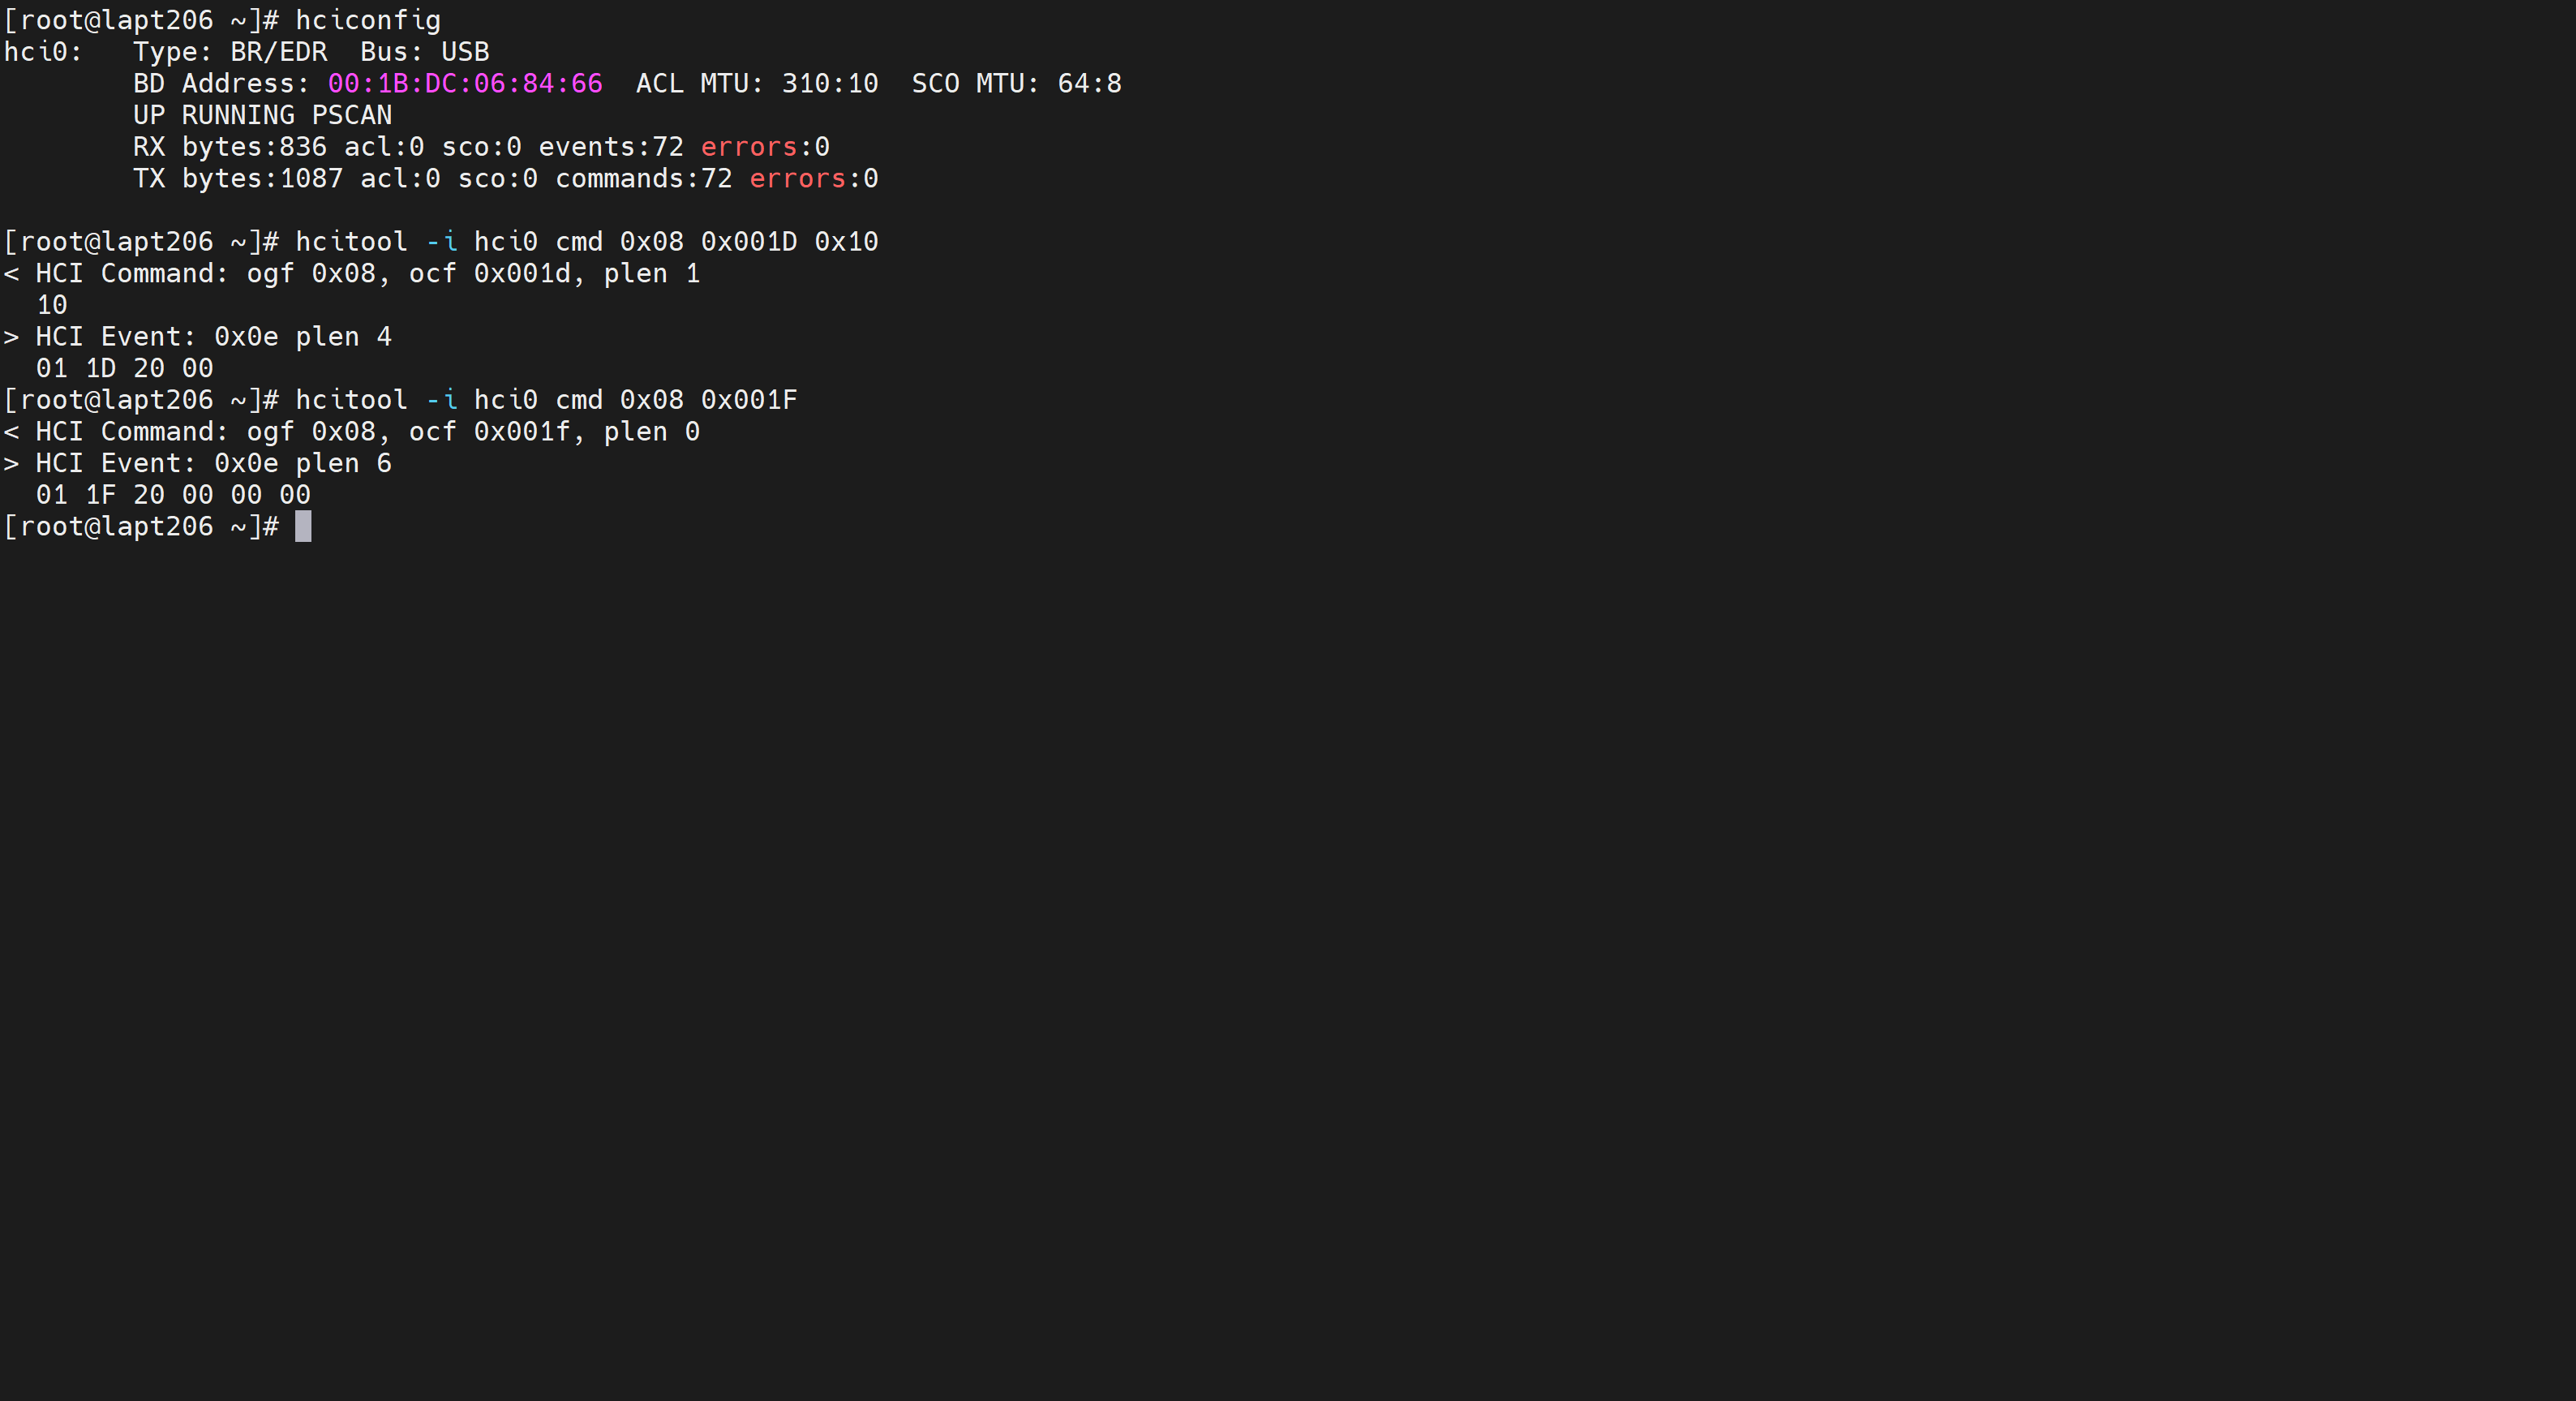 [root@lapt206 ~]# hciconfig
hci0:   Type: BR/EDR  Bus: USB
        BD Address: 00:1B:DC:06:84:66  ACL MTU: 310:10  SCO MTU: 64:8
        UP RUNNING PSCAN
        RX bytes:836 acl:0 sco:0 events:72 errors:0
        TX bytes:1087 acl:0 sco:0 commands:72 errors:0
[root@lapt206 ~]# hcitool -i hci0 cmd 0x08 0x001D 0x10
< HCI Command: ogf 0x08, ocf 0x001d, plen 1
  10
> HCI Event: 0x0e plen 4
  01 1D 20 00
[root@lapt206 ~]# hcitool -i hci0 cmd 0x08 0x001F
< HCI Command: ogf 0x08, ocf 0x001f, plen 0
> HCI Event: 0x0e plen 6
  01 1F 20 00 00 00
[root@lapt206 ~]#